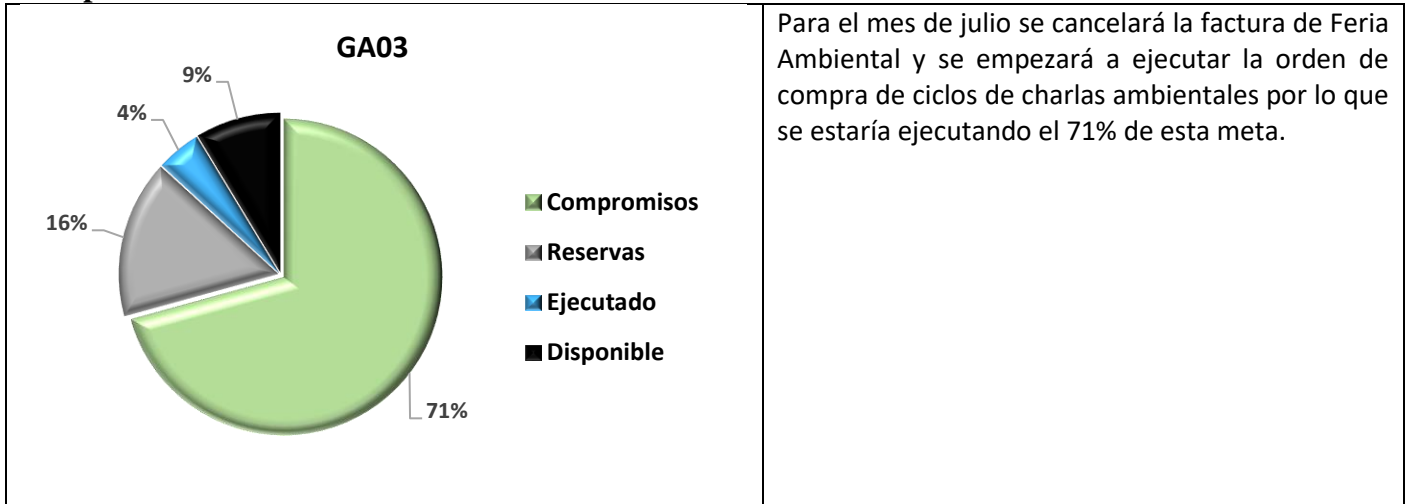 GA03
9%
4%
16%
71%
Compromisos
Reservas
Ejecutado
Disponible
Para el mes de julio se cancelará la factura de Feria
Ambiental y se empezará a ejecutar la orden de
compra de ciclos de charlas ambientales por lo que
se estaría ejecutando el 71% de esta meta.